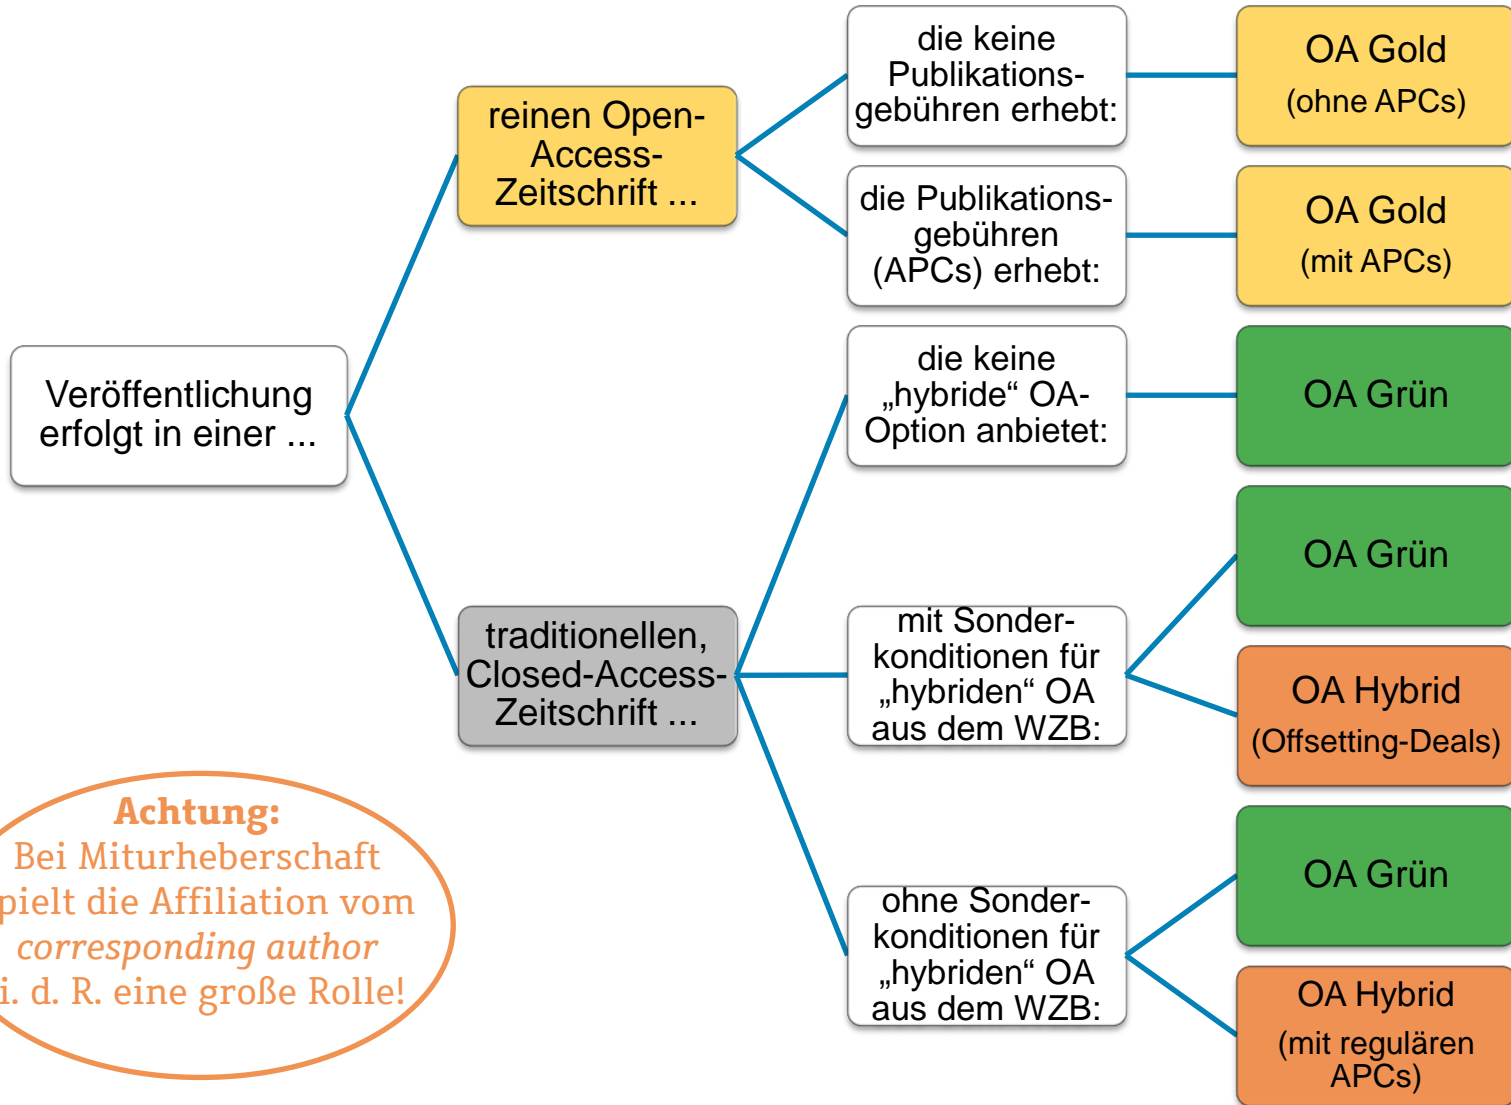 Veröffentlichung
erfolgt in einer ...
reinen Open-
Access-
Zeitschrift ...
die keine
Publikations-
gebühren erhebt:
OA Gold
(ohne APCs)
die Publikations-
gebühren
(APCs) erhebt:
OA Gold
(mit APCs)
traditionellen,
Closed-Access-
Zeitschrift ...
die keine
„hybride“ OA-
Option anbietet:
OA Grün
mit Sonder-
konditionen für
„hybriden“ OA
aus dem WZB:
OA Grün
OA Hybrid
(Offsetting-Deals)
ohne Sonder-
konditionen für
„hybriden“ OA
aus dem WZB:
OA Grün
OA Hybrid
(mit regulären
APCs)
Achtung:
Bei Miturheberschaft
pielt die Affiliation vom
corresponding author
i. d. R. eine große Rolle!